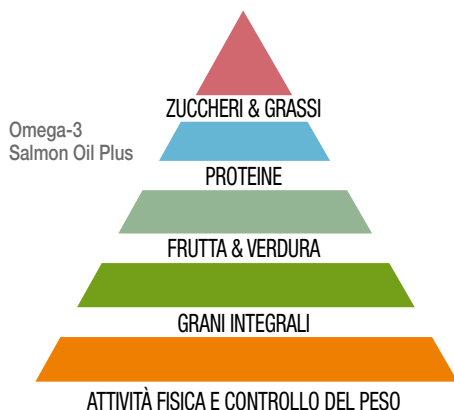 ZUCCHERI & GRASSI
Omega-3
Salmon Oil Plus
PROTEINE
FRUTTA & VERDURA
GRANI INTEGRALI
ATTIVITÀ FISICA E CONTROLLO DEL PESO